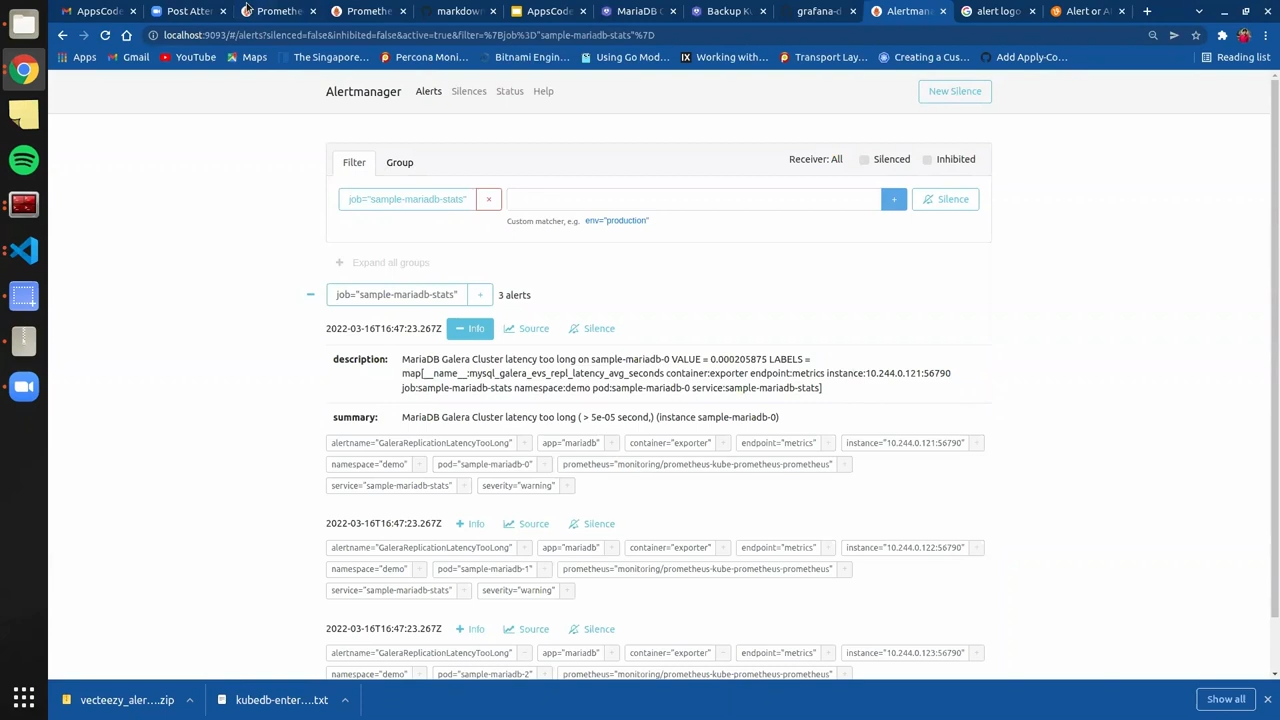 AppsCode
Post Atter
Promethe
Promethe
markdown
AppsCode
MariaDB
Backup K
grafana-d
Alertmana
alert logo
Alert or Al
localhost:9093/#/alerts?silenced=false&inhibited=false&active=true&filter=%7Bjob%3D"sample-mariadb-stats"%7D
Apps
Gmail
YouTube
Maps
The Singapore...
Percona Moni...
Bitnami Engin...
Using Go Mod...
IX Working with...
Transport Lay...
Creating a Cus...
Add Apply-Co...
Reading list
Alertmanager Alerts Silences Status Help New Silence
Filter Group Receiver: All Silenced Inhibited
job="sample-mariadb-stats" × + Silence
Custom matcher, e.g. env="production"
+ Expand all groups
− job="sample-mariadb-stats" + 3 alerts
2022-03-16T16:47:23.267Z − Info Source Silence
description: MariaDB Galera Cluster latency too long on sample-mariadb-0 VALUE = 0.000205875 LABELS =
map[__name__:mysql_galera_evs_repl_latency_avg_seconds container:exporter endpoint:metrics instance:10.244.0.121:56790
job:sample-mariadb-stats namespace:demo pod:sample-mariadb-0 service:sample-mariadb-stats]
summary: MariaDB Galera Cluster latency too long ( > 5e-05 second,) (instance sample-mariadb-0)
alertname="GaleraReplicationLatencyTooLong" + app="mariadb" + container="exporter" + endpoint="metrics" + instance="10.244.0.121:56790" +
namespace="demo" + pod="sample-mariadb-0" + prometheus="monitoring/prometheus-kube-prometheus-prometheus" +
service="sample-mariadb-stats" + severity="warning" +
2022-03-16T16:47:23.267Z + Info Source Silence
alertname="GaleraReplicationLatencyTooLong" + app="mariadb" + container="exporter" + endpoint="metrics" + instance="10.244.0.122:56790" +
namespace="demo" + pod="sample-mariadb-1" + prometheus="monitoring/prometheus-kube-prometheus-prometheus" +
service="sample-mariadb-stats" + severity="warning" +
2022-03-16T16:47:23.267Z + Info Source Silence
alertname="GaleraReplicationLatencyTooLong" + app="mariadb" + container="exporter" + endpoint="metrics" + instance="10.244.0.123:56790" +
namespace="demo" + pod="sample-mariadb-2" + prometheus="monitoring/prometheus-kube-prometheus-prometheus" +
vecteezy_aler....zip
kubedb-enter....txt
Show all